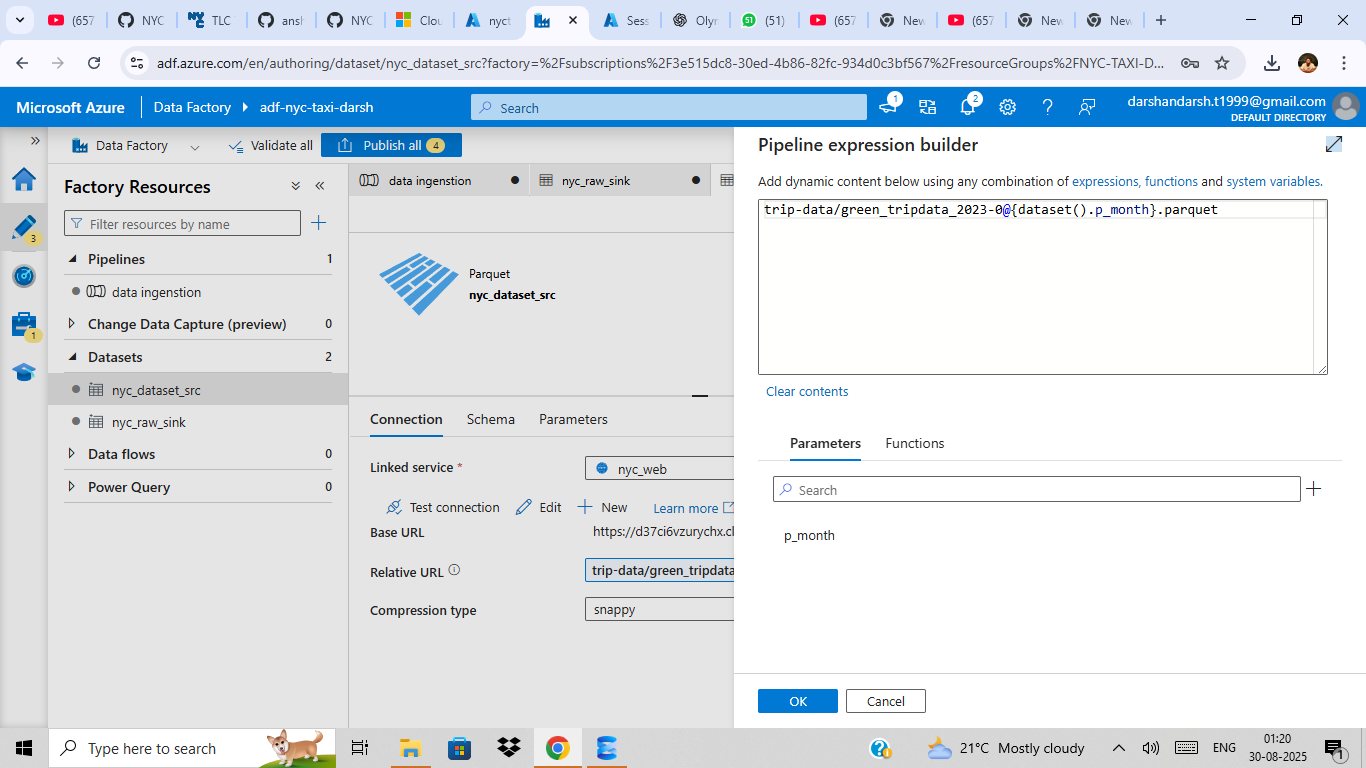 (657
NYC
TLC
ansh
NYC
Clou
nyct
Sess
Olyn
(51)
(657
New
(657
New
New
adf.azure.com/en/authoring/dataset/nyc_dataset_src?factory=%2Fsubscriptions%2F3e515dc8-30ed-4b86-82fc-934d0c3bf567%2FresourceGroups%2FNYC-TAXI-D...
Microsoft Azure
Data Factory
adf-nyc-taxi-darsh
Search
1
2
darshandarsh.t1999@gmail.com
DEFAULT DIRECTORY
Data Factory
Validate all
Publish all 4
3
1
Factory Resources
Filter resources by name
Pipelines 1
data ingenstion
Change Data Capture (preview) 0
Datasets 2
nyc_dataset_src
nyc_raw_sink
Data flows 0
Power Query 0
data ingenstion
nyc_raw_sink
Parquet
nyc_dataset_src
Connection
Schema
Parameters
Linked service *
nyc_web
Test connection
Edit
New
Learn more
Base URL
https://d37ci6vzurychx.cl
Relative URL
trip-data/green_tripdata
Compression type
snappy
Pipeline expression builder
Add dynamic content below using any combination of expressions, functions and system variables.
trip-data/green_tripdata_2023-0@{dataset().p_month}.parquet
Clear contents
Parameters
Functions
Search
p_month
OK
Cancel
Type here to search
21°C Mostly cloudy
ENG
01:20
30-08-2025
1